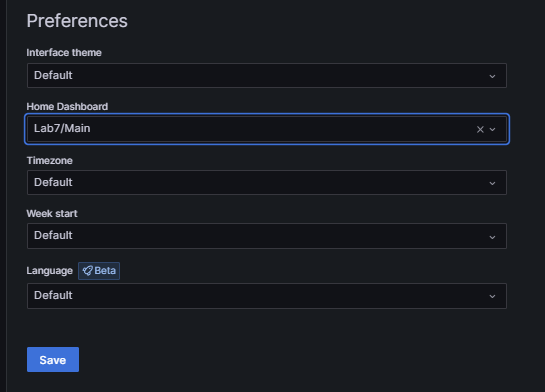 Preferences
Interface theme
Default
Home Dashboard
Lab7/Main
Timezone
Default
Week start
Default
Language Beta
Default
Save